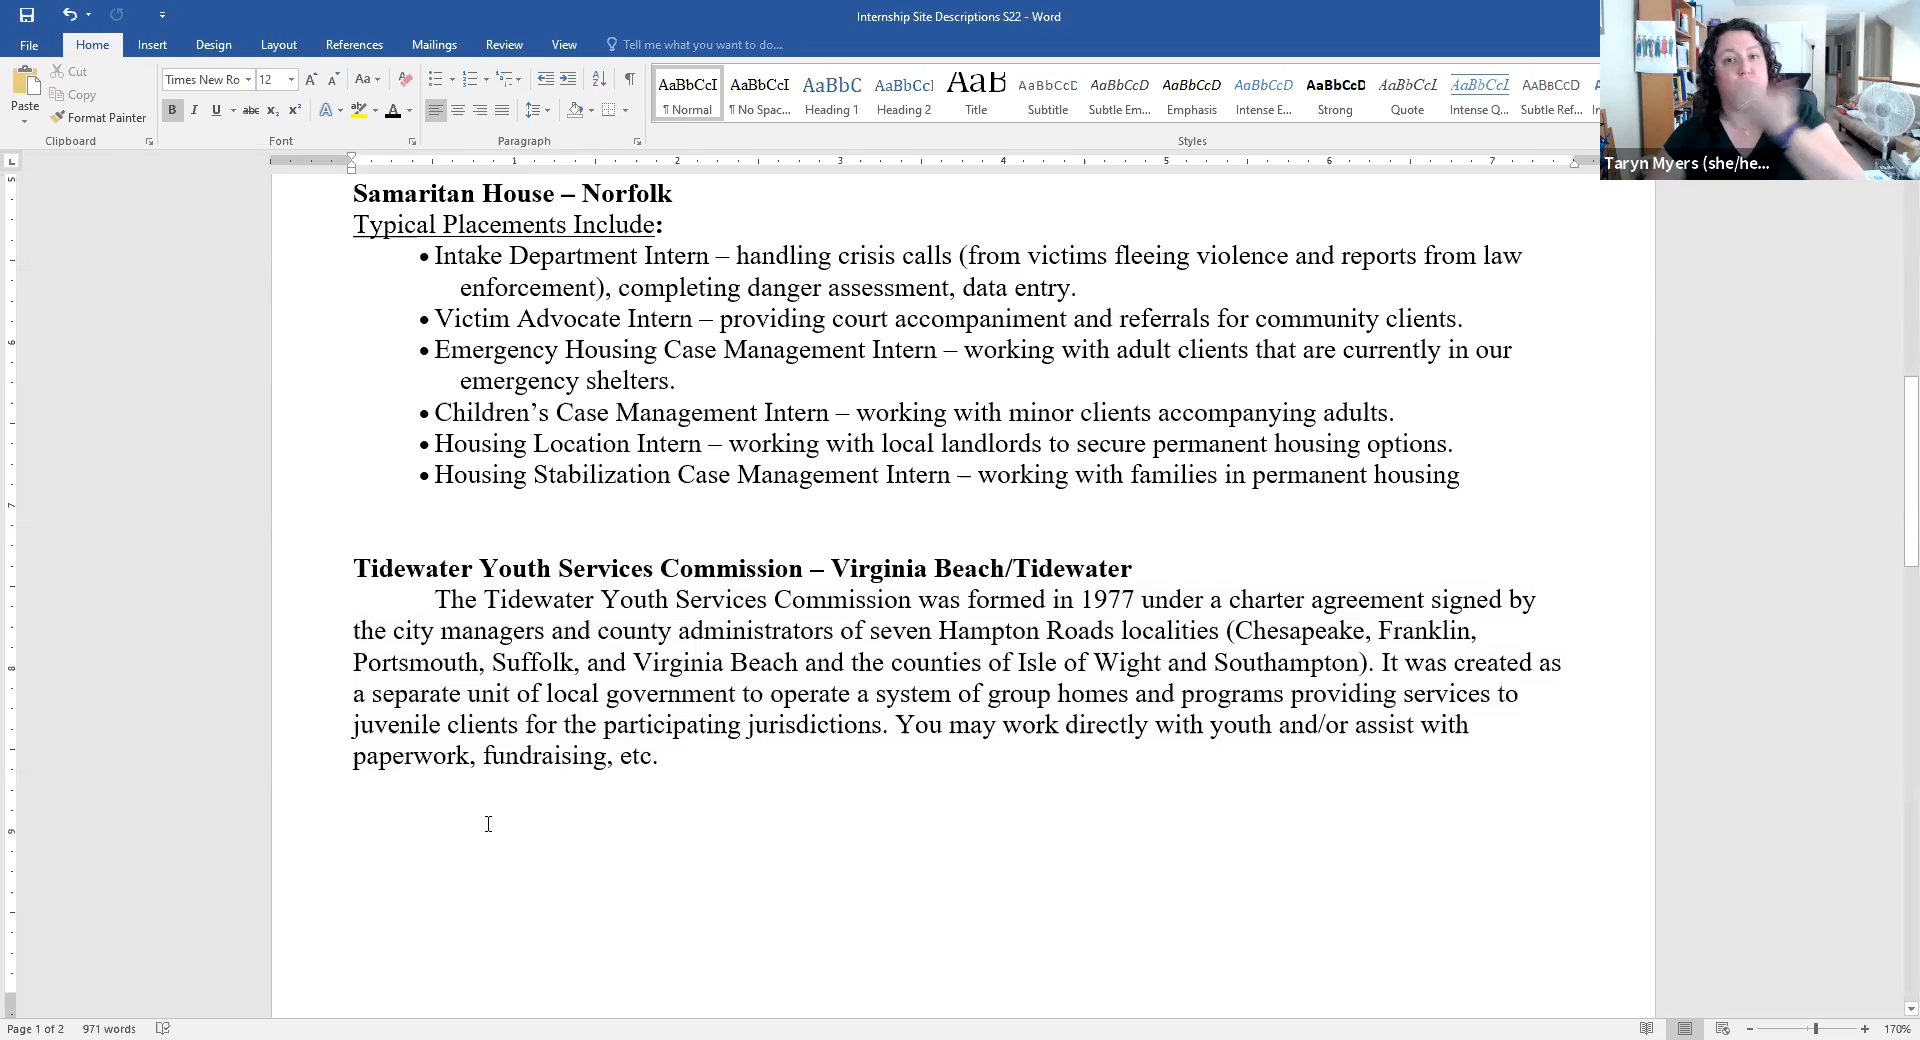 Internship Site Descriptions S22 - Word
File Home Insert Design Layout References Mailings Review View Tell me what you want to do...
Paste
Cut
Copy
Format Painter
Clipboard
Times New Ro 12
Font
Paragraph
AaBbCcI AaBbCcI AaBbC AaBbCcI AaB AaBbCcD AaBbCcD AaBbCcD AaBbCcD AaBbCcD AaBbCcI AaBbCcI AaBbCcD
¶ Normal ¶ No Spac... Heading 1 Heading 2 Title Subtitle Subtle Em... Emphasis Intense E... Strong Quote Intense Q... Subtle Ref...
Styles
Taryn Myers (she/he...
1 2 3 4 5 6 7
Samaritan House – Norfolk
Typical Placements Include:
• Intake Department Intern – handling crisis calls (from victims fleeing violence and reports from law
enforcement), completing danger assessment, data entry.
• Victim Advocate Intern – providing court accompaniment and referrals for community clients.
• Emergency Housing Case Management Intern – working with adult clients that are currently in our
emergency shelters.
• Children’s Case Management Intern – working with minor clients accompanying adults.
• Housing Location Intern – working with local landlords to secure permanent housing options.
• Housing Stabilization Case Management Intern – working with families in permanent housing
Tidewater Youth Services Commission – Virginia Beach/Tidewater
The Tidewater Youth Services Commission was formed in 1977 under a charter agreement signed by
the city managers and county administrators of seven Hampton Roads localities (Chesapeake, Franklin,
Portsmouth, Suffolk, and Virginia Beach and the counties of Isle of Wight and Southampton). It was created as
a separate unit of local government to operate a system of group homes and programs providing services to
juvenile clients for the participating jurisdictions. You may work directly with youth and/or assist with
paperwork, fundraising, etc.
Page 1 of 2 971 words
170%